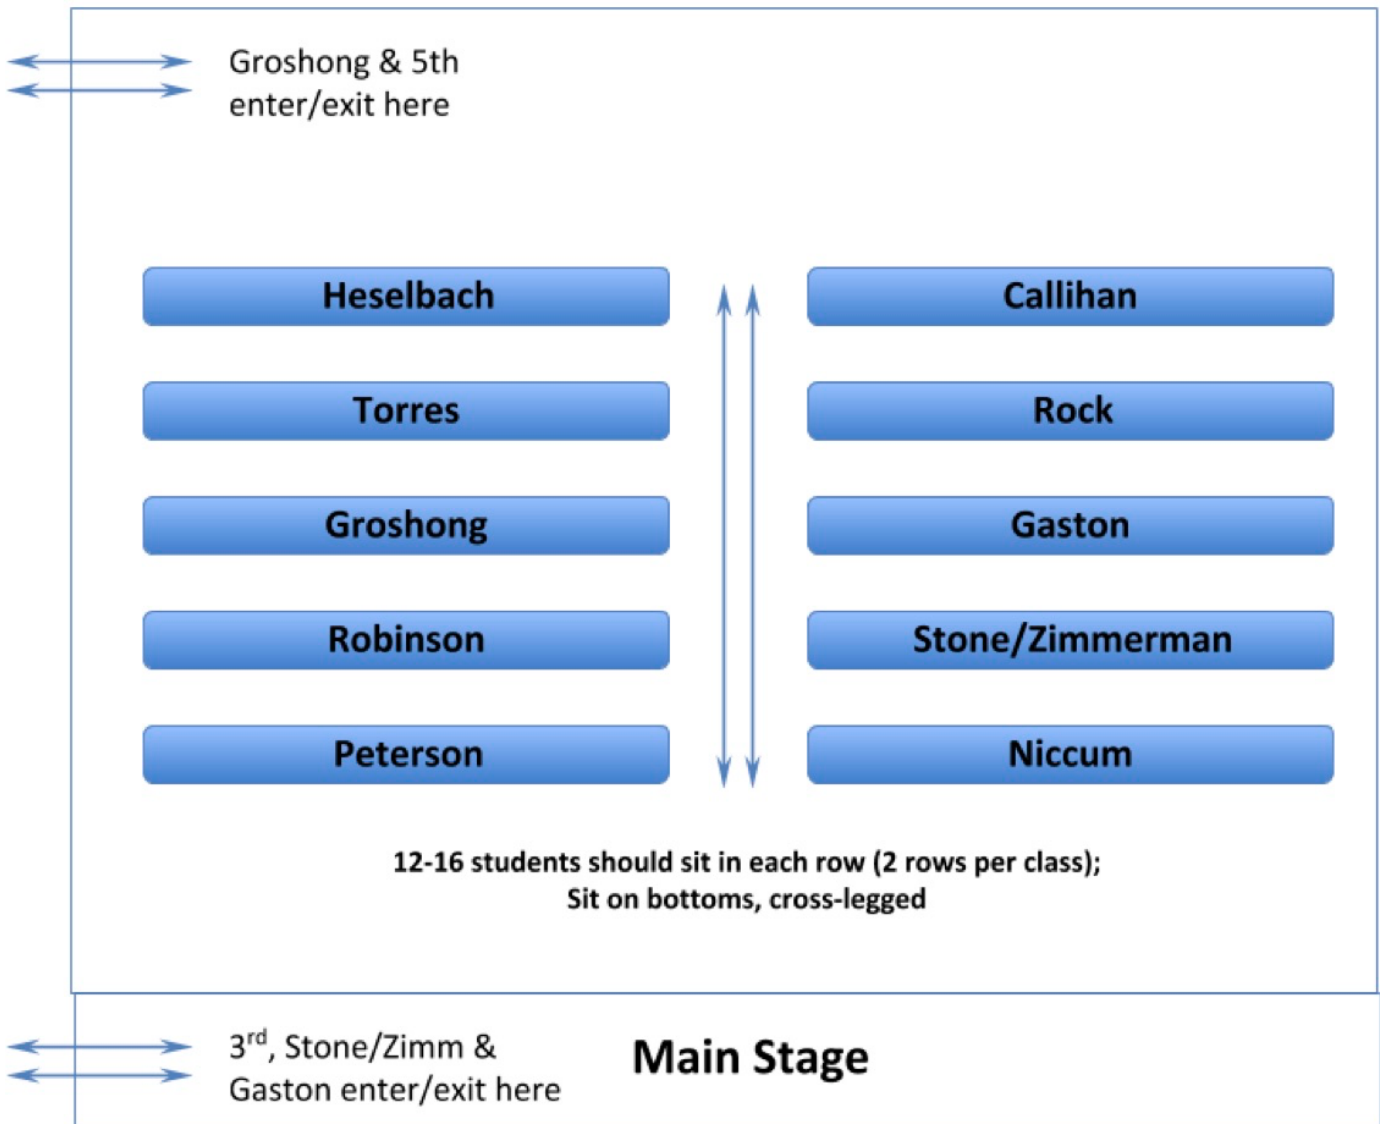 Groshong & 5th
enter/exit here
Heselbach
Callihan
Torres
Rock
Groshong
Gaston
Robinson
Stone/Zimmerman
Peterson
Niccum
12-16 students should sit in each row (2 rows per class);
Sit on bottoms, cross-legged
3rd, Stone/Zimm &
Gaston enter/exit here
Main Stage